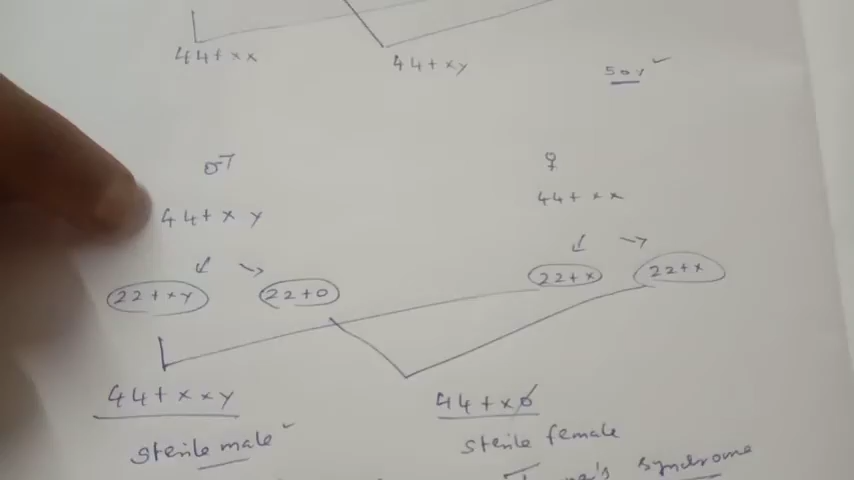 44+xx
44+xy
50%
♂ ♀
44+xy 44+xx
22+xy 22+0 22+x 22+x
44+xxy 44+x0
sterile male sterile female
syndrome